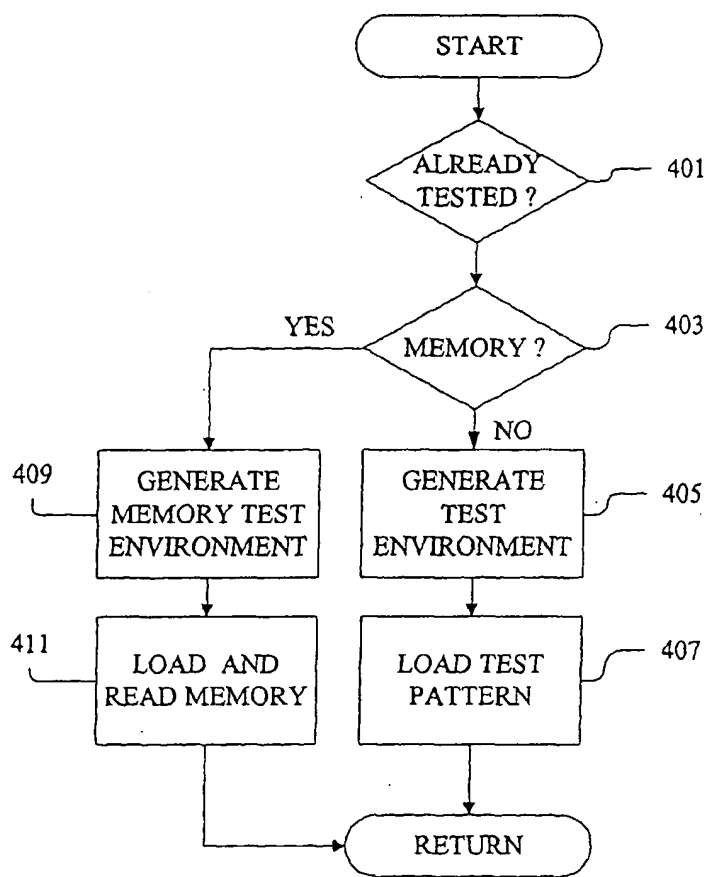 START
ALREADY
TESTED ?
401
YES
MEMORY ?
403
NO
409
GENERATE
MEMORY TEST
ENVIRONMENT
GENERATE
TEST
ENVIRONMENT
405
411
LOAD AND
READ MEMORY
LOAD TEST
PATTERN
407
RETURN